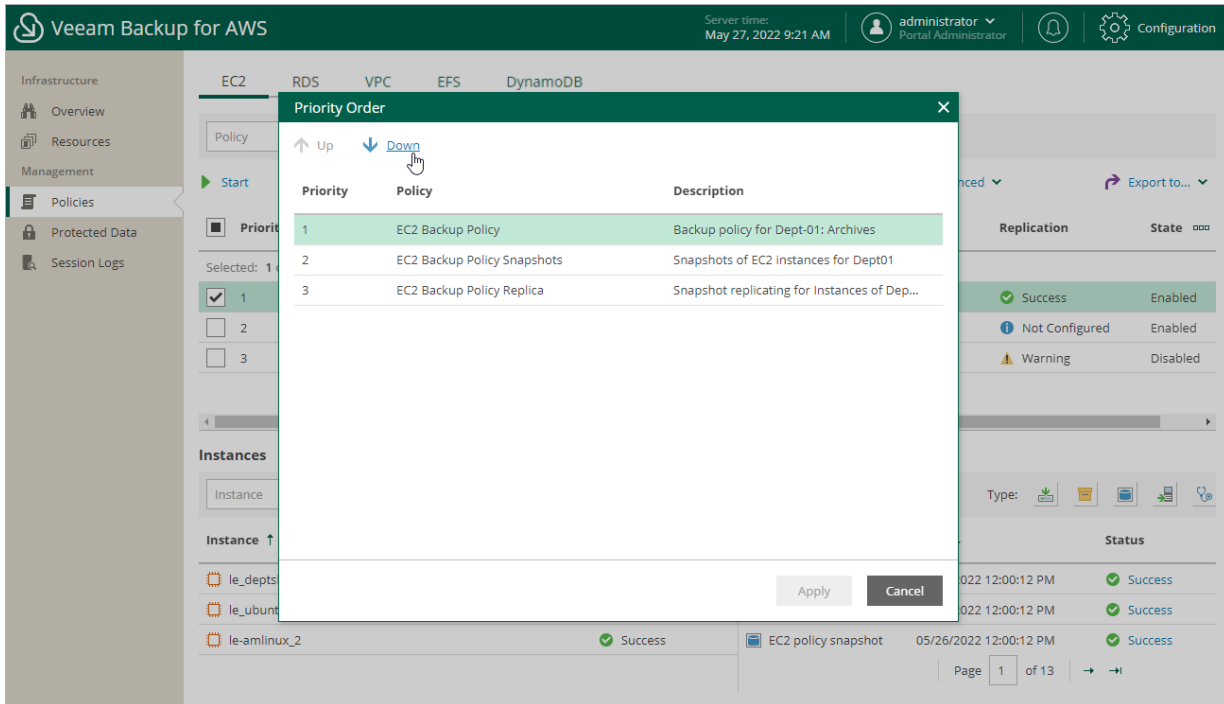 Veeam Backup for AWS
Server time:
May 27, 2022 9:21 AM
administrator
Portal Administrator
Configuration
Infrastructure
Overview
Resources
Management
Policies
Protected Data
Session Logs
EC2 RDS VPC EFS DynamoDB
Policy
Start
Export to...
Replication State
Selected: 1
1 Success Enabled
2 Not Configured Enabled
3 Warning Disabled
Priority Order
Up Down
Priority Policy Description
1 EC2 Backup Policy Backup policy for Dept-01: Archives
2 EC2 Backup Policy Snapshots Snapshots of EC2 instances for Dept01
3 EC2 Backup Policy Replica Snapshot replicating for Instances of Dep...
Apply Cancel
Instances
Instance Type:
Instance Status
022 12:00:12 PM Success
022 12:00:12 PM Success
le-amlinux_2 Success EC2 policy snapshot 05/26/2022 12:00:12 PM Success
Page 1 of 13